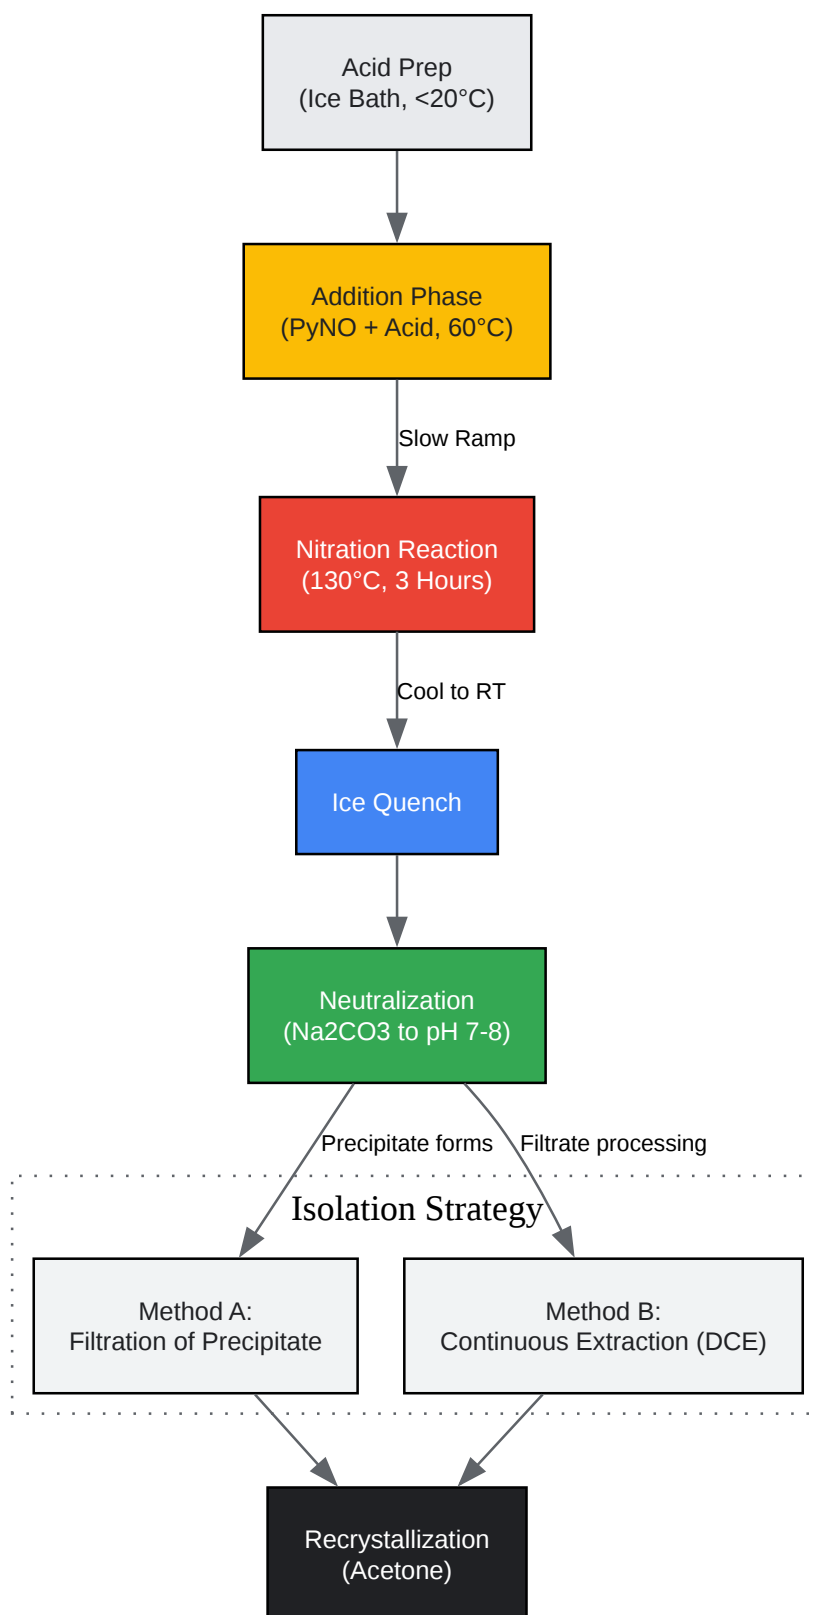 Acid Prep
(Ice Bath, <20°C)
Addition Phase
(PyNO + Acid, 60°C)
Slow Ramp
Nitration Reaction
(130°C, 3 Hours)
Cool to RT
Ice Quench
Neutralization
(Na2CO3 to pH 7-8)
Precipitate forms
Filtrate processing
Isolation Strategy
Method A:
Filtration of Precipitate
Method B:
Continuous Extraction (DCE)
Recrystallization
(Acetone)